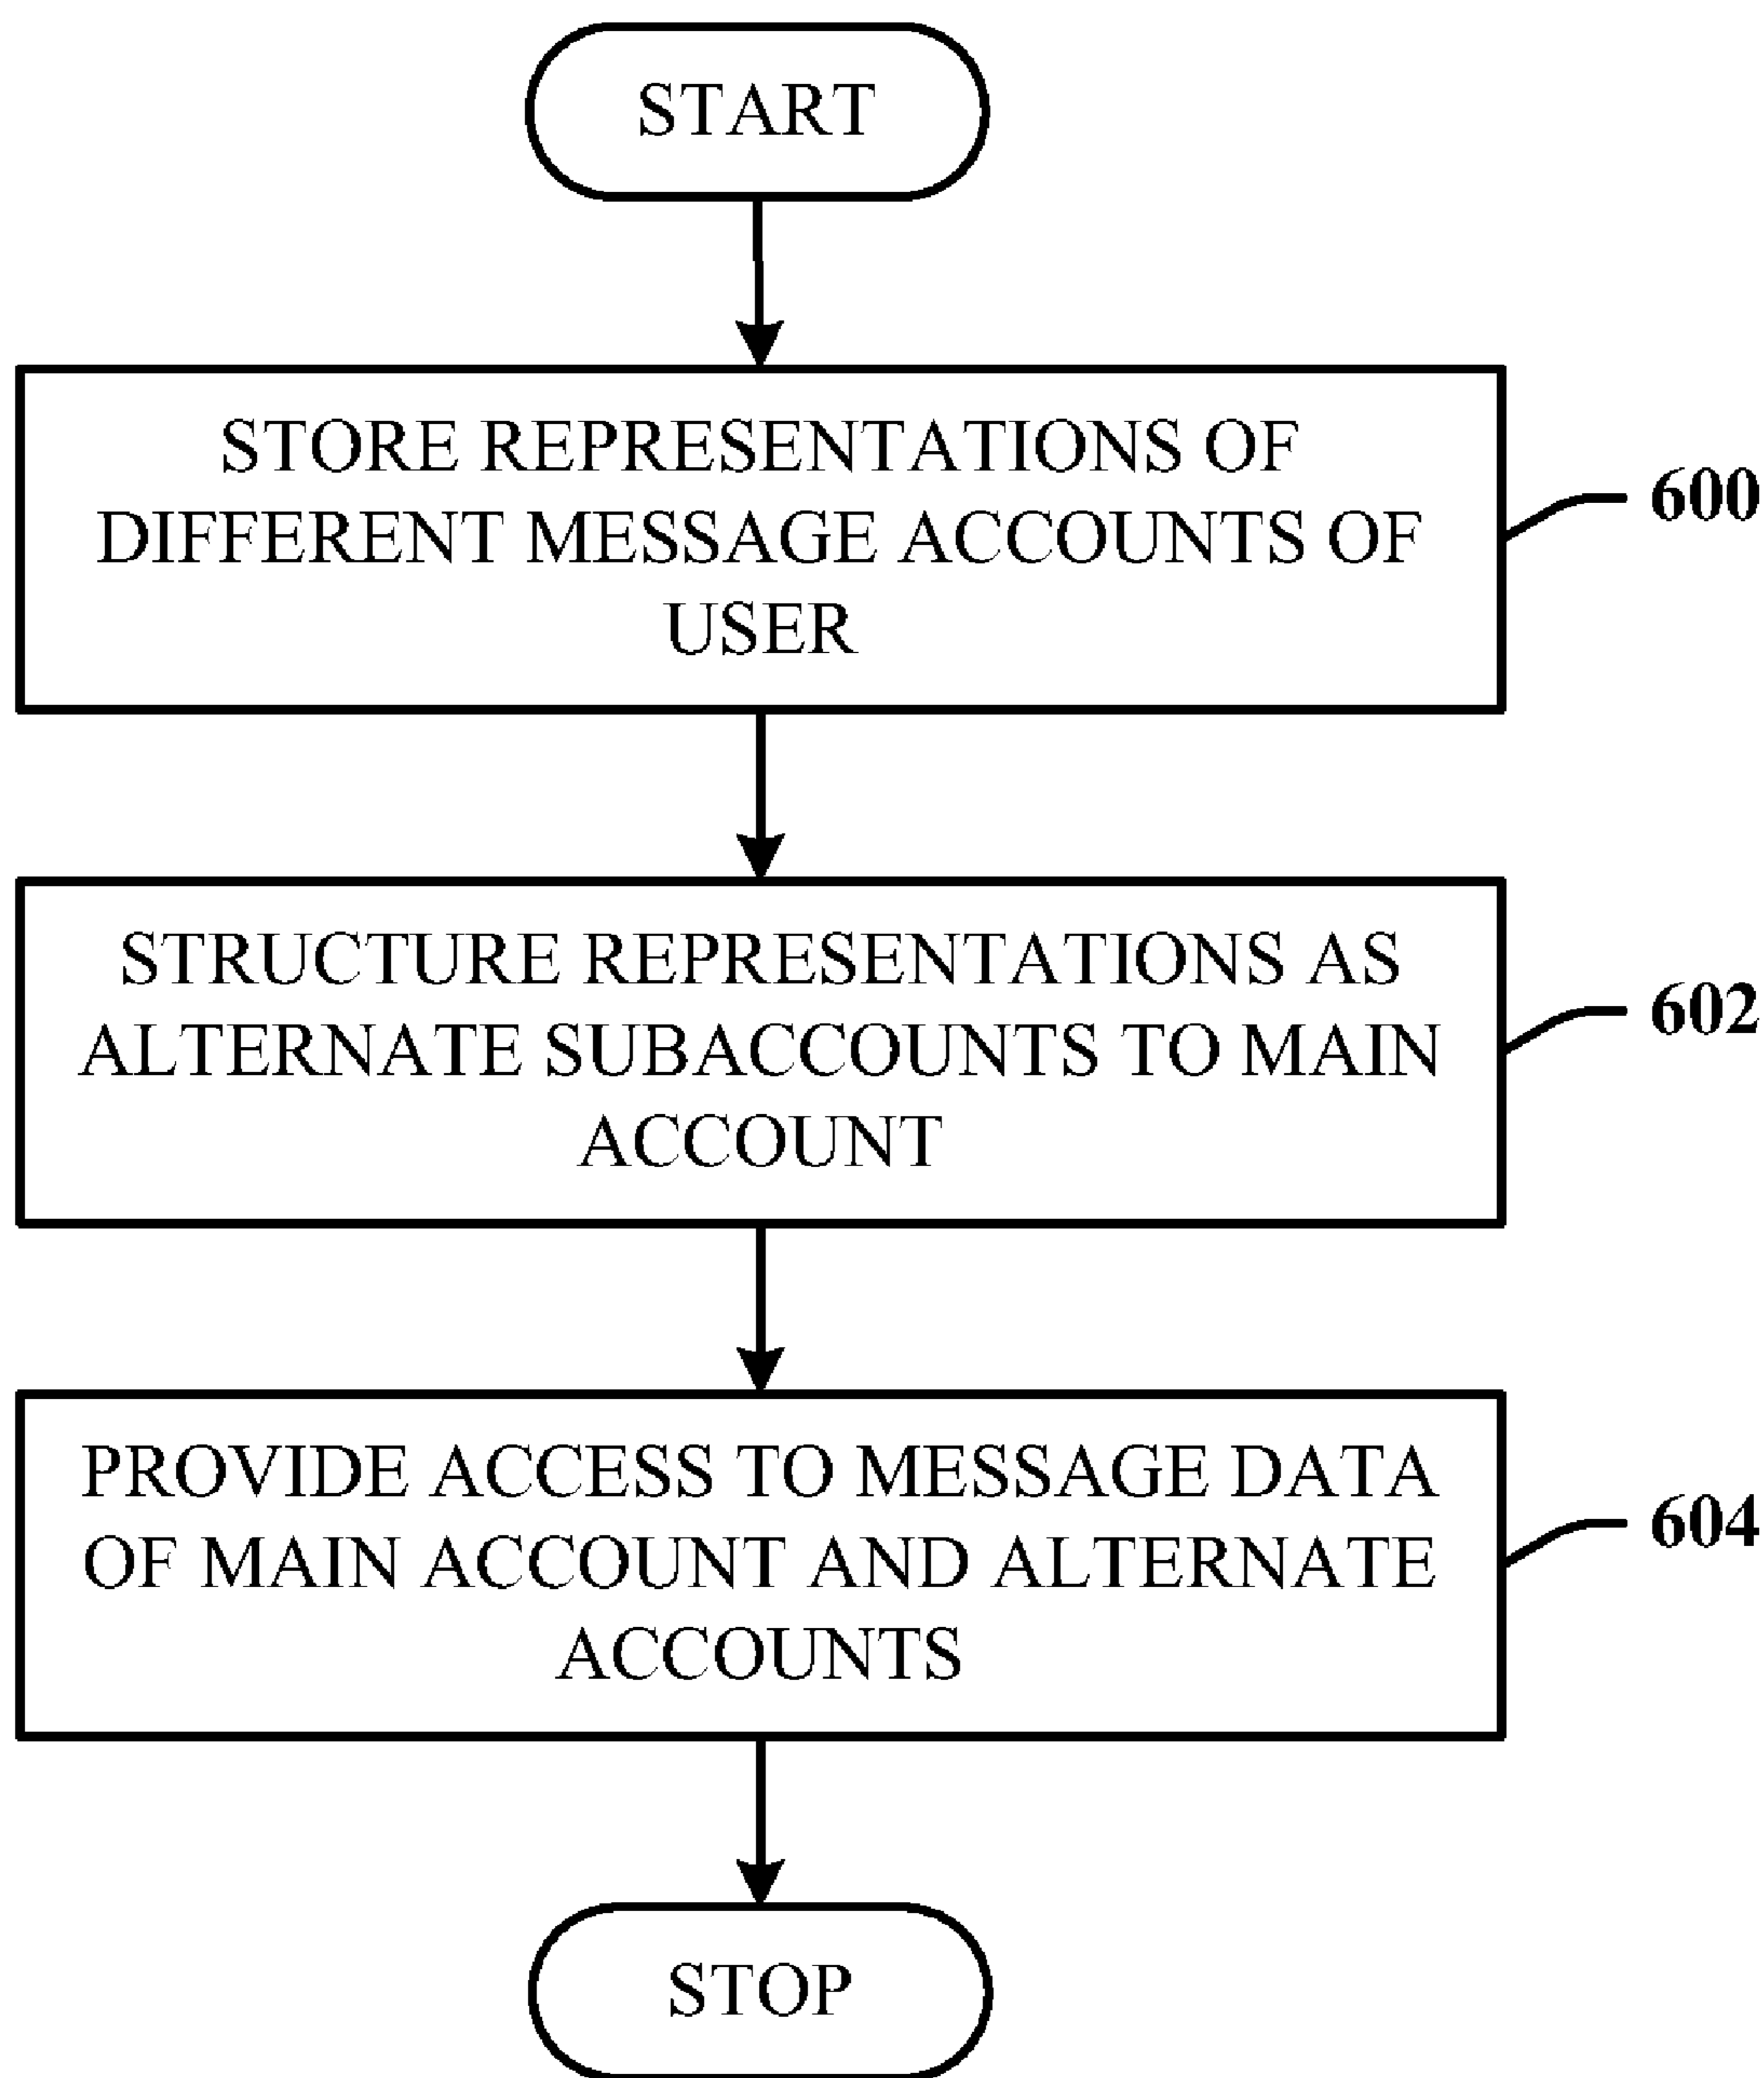 START
STORE REPRESENTATIONS OF
DIFFERENT MESSAGE ACCOUNTS OF
USER
600
STRUCTURE REPRESENTATIONS AS
ALTERNATE SUBACCOUNTS TO MAIN
ACCOUNT
602
PROVIDE ACCESS TO MESSAGE DATA
OF MAIN ACCOUNT AND ALTERNATE
ACCOUNTS
604
STOP